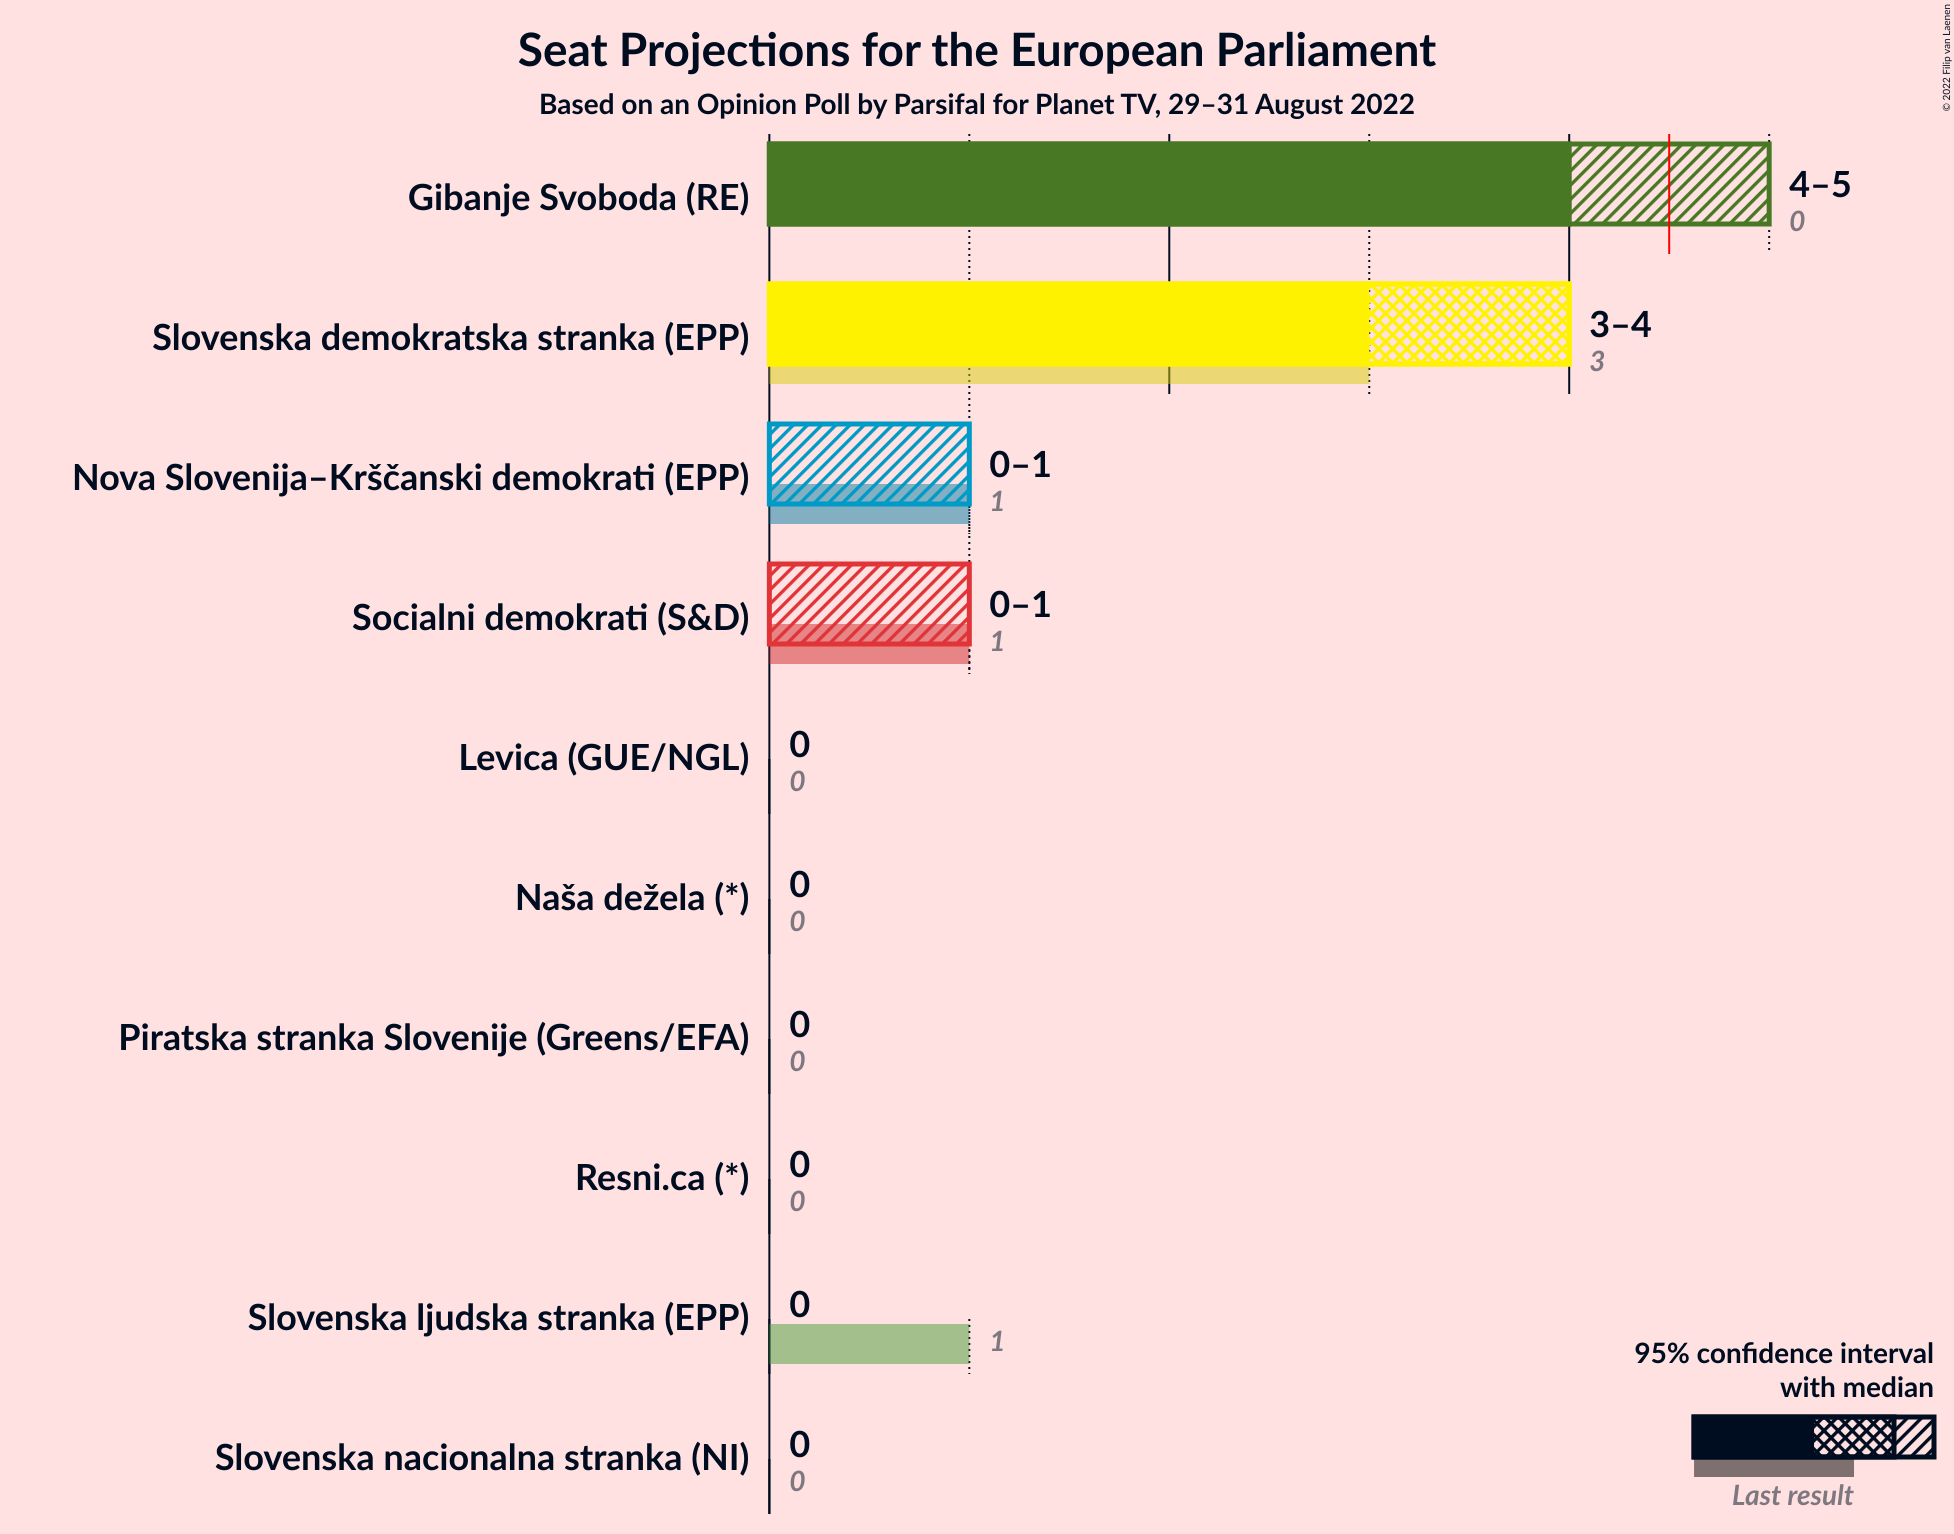 Seat Projections for the European Parliament
Based on an Opinion Poll by Parsifal for Planet TV, 29–31 August 2022
© 2022 Filip van Laenen
Gibanje Svoboda (RE)
4–5
0
Slovenska demokratska stranka (EPP)
3–4
3
Nova Slovenija–Krščanski demokrati (EPP)
0–1
1
Socialni demokrati (S&D)
0–1
1
Levica (GUE/NGL)
0
0
Naša dežela (*)
0
0
Piratska stranka Slovenije (Greens/EFA)
0
0
Resni.ca (*)
0
0
Slovenska ljudska stranka (EPP)
0
1
Slovenska nacionalna stranka (NI)
0
0
95% confidence interval
with median
Last result